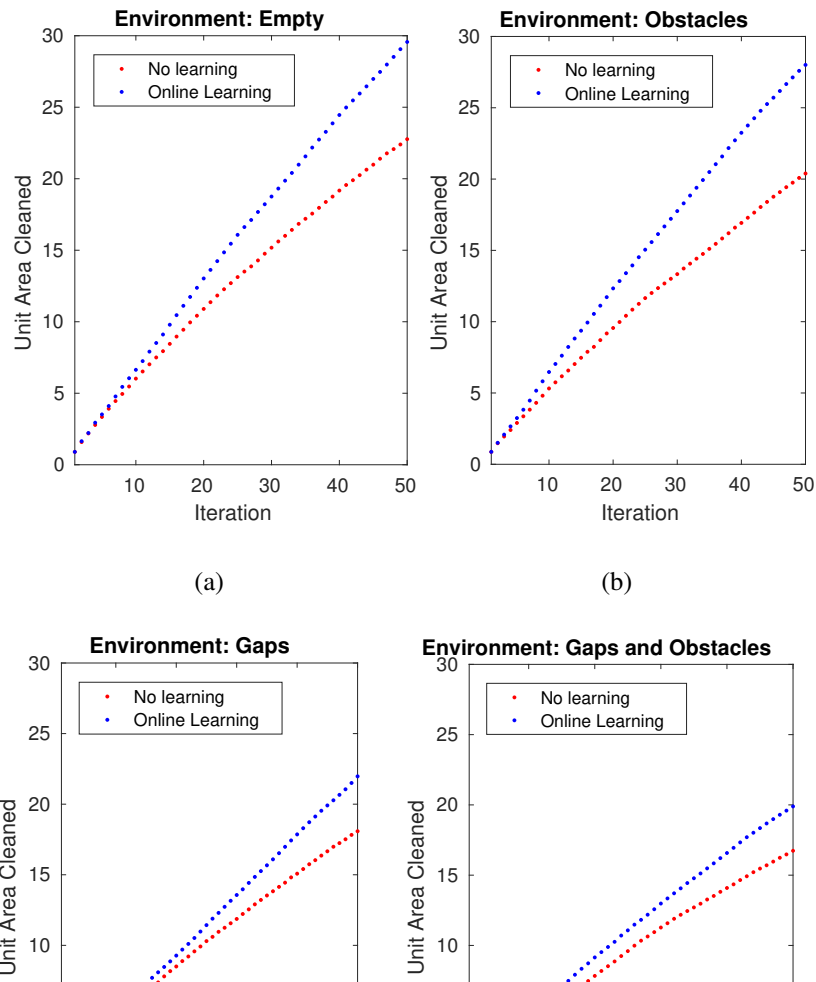 Environment: Empty
30
25
20
15
10
5
0
Unit Area Cleaned
No learning
Online Learning
10 20 30 40 50
Iteration
(a)
Environment: Obstacles
30
25
20
15
10
5
0
Unit Area Cleaned
No learning
Online Learning
10 20 30 40 50
Iteration
(b)
Environment: Gaps
30
25
20
15
10
Unit Area Cleaned
No learning
Online Learning
Environment: Gaps and Obstacles
30
25
20
15
10
Unit Area Cleaned
No learning
Online Learning